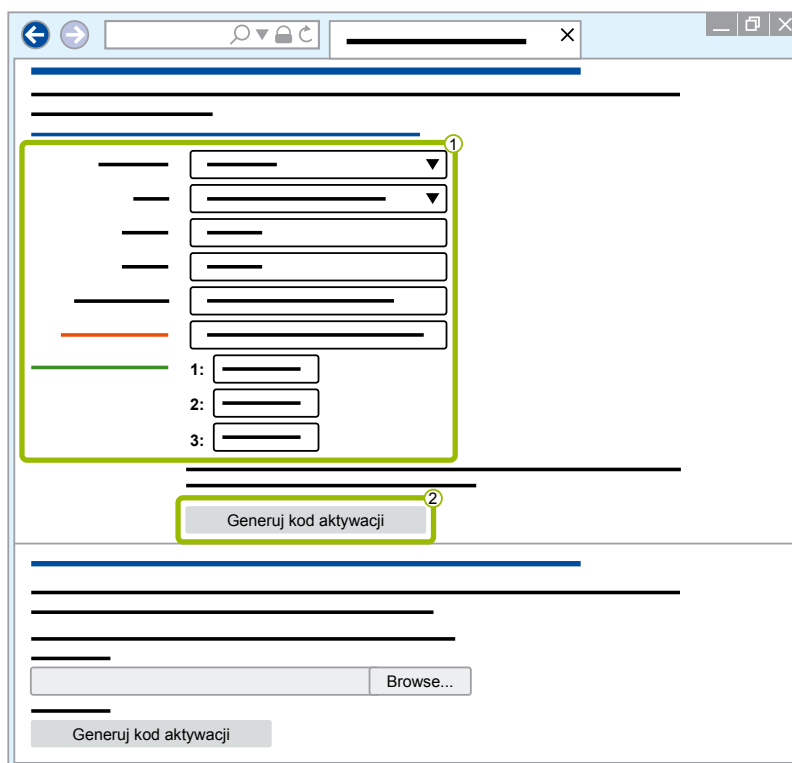 1
1:
2:
3:
2
Generuj kod aktywacji
Browse...
Generuj kod aktywacji